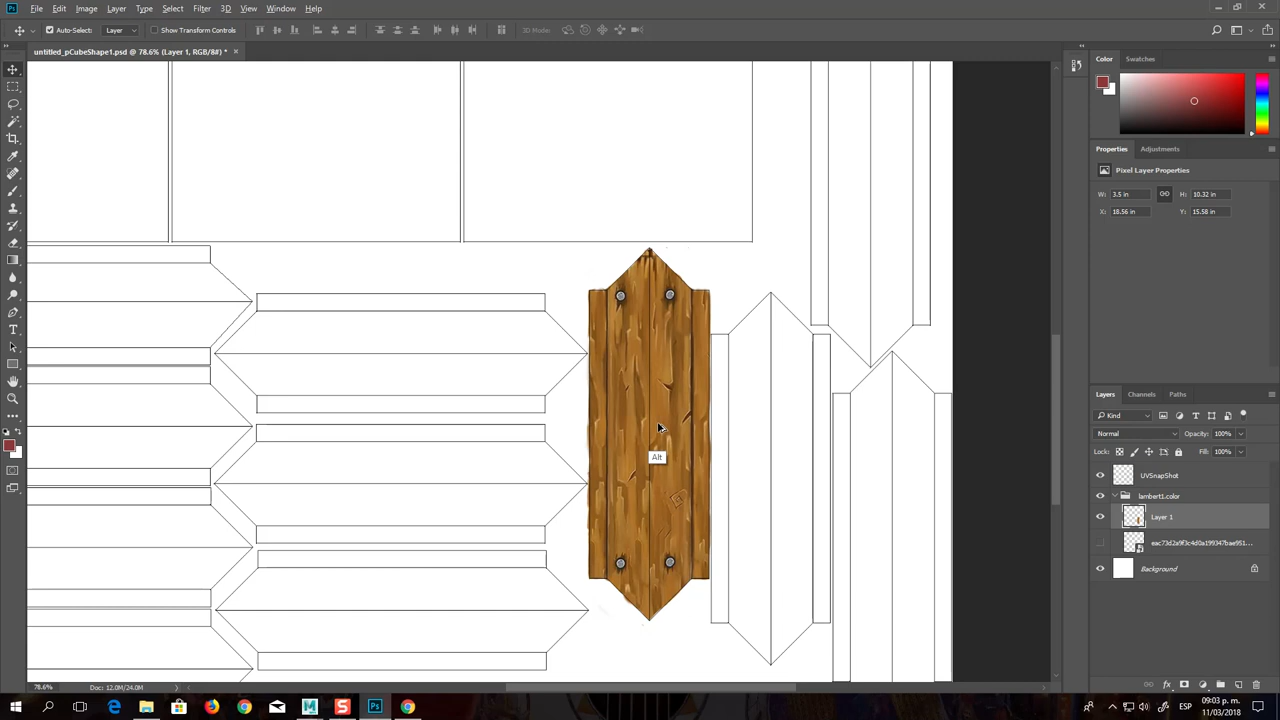 File Edit Image Layer Type Select Filter 3D View Window Help
Auto-Select: Layer Show Transform Controls 3D Mode:
untitled_pCubeShape1.psd @ 78.6% (Layer 1, RGB/8#) * ×
Color Swatches
Properties Adjustments
Pixel Layer Properties
W: 3.5 in H: 10.32 in
X: 18.56 in Y: 15.58 in
Alt
Layers Channels Paths
Kind
Normal Opacity: 100%
Lock: Fill: 100%
UVSnapShot
lambert1.color
Layer 1
eac73d2a9f3c4d0a199347bae951...
Background
78.6% Doc: 12.0M/24.0M
ESP 09:03 p. m.
11/03/2018